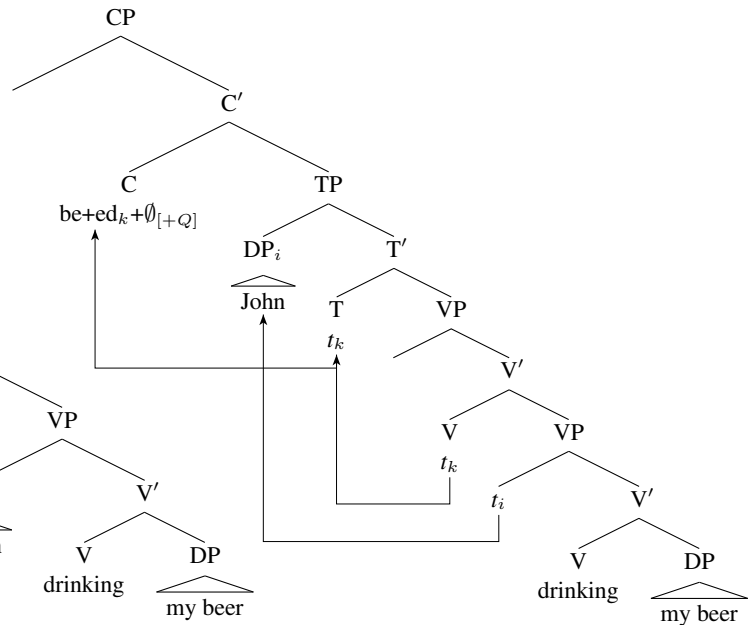 CP
C′
C TP
be+ed_k+∅_[+Q]
DP_i T′
John T VP
t_k
V′
VP V VP
t_k
V′ t_i V′
V DP V DP
drinking my beer drinking my beer